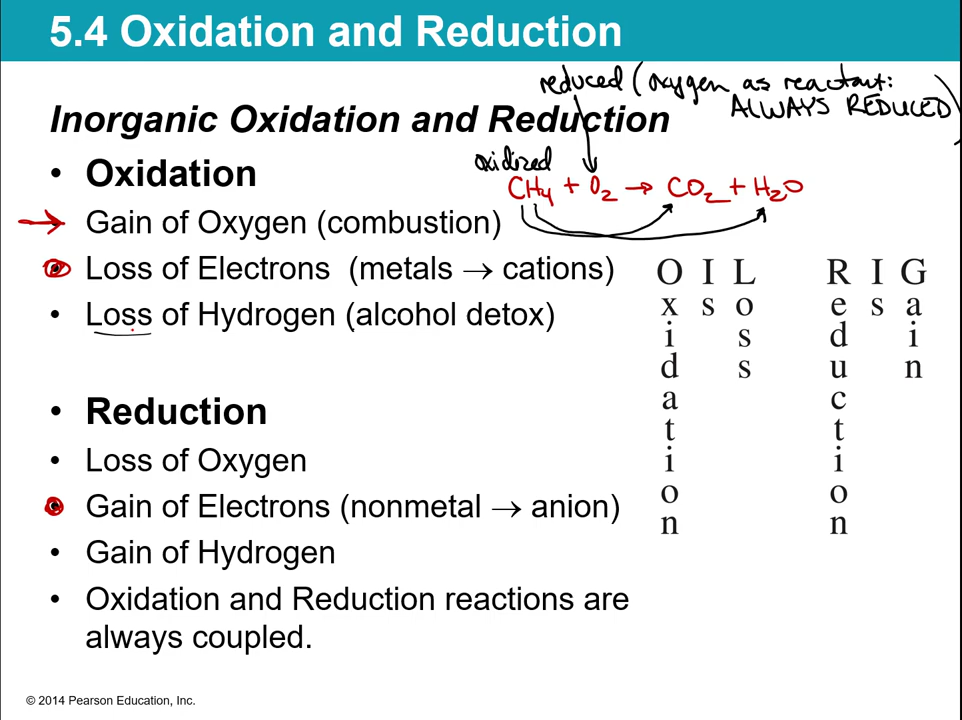 5.4 Oxidation and Reduction
reduced (oxygen as reactant:
ALWAYS REDUCED)
Inorganic Oxidation and Reduction
oxidized
• Oxidation
CH4 + O2 → CO2 + H2O
→ Gain of Oxygen (combustion)
• Loss of Electrons (metals → cations)
• Loss of Hydrogen (alcohol detox)
Oxidation Is Loss
Reduction Is Gain
• Reduction
• Loss of Oxygen
• Gain of Electrons (nonmetal → anion)
• Gain of Hydrogen
• Oxidation and Reduction reactions are
always coupled.
© 2014 Pearson Education, Inc.